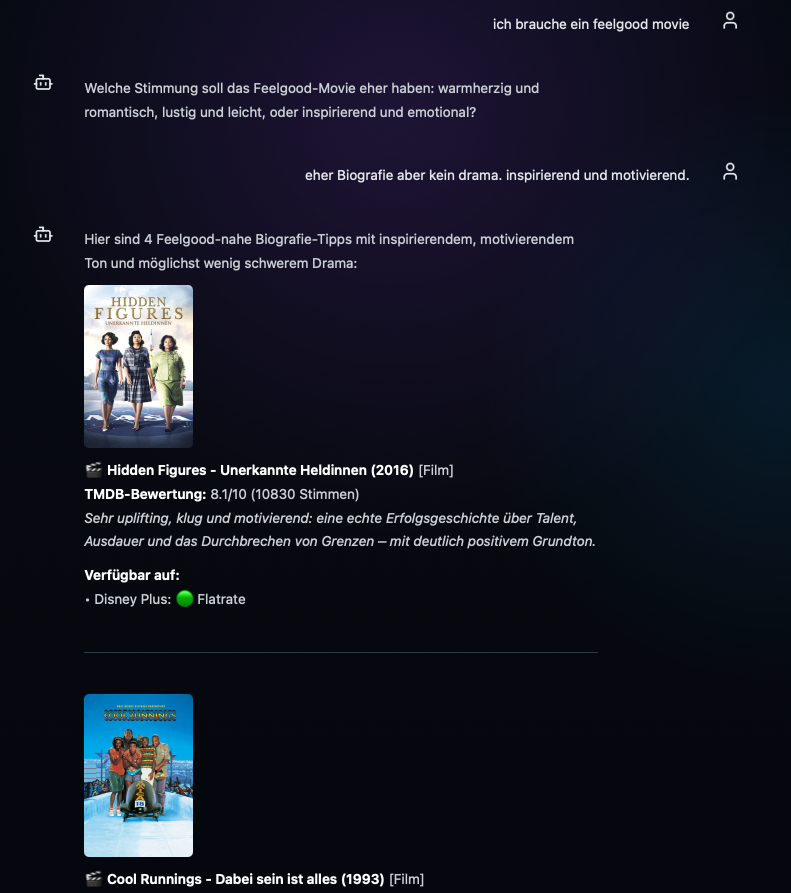 ich brauche ein feelgood movie
Welche Stimmung soll das Feelgood-Movie eher haben: warmherzig und
romantisch, lustig und leicht, oder inspirierend und emotional?
eher Biografie aber kein drama. inspirierend und motivierend.
Hier sind 4 Feelgood-nahe Biografie-Tipps mit inspirierendem, motivierendem
Ton und möglichst wenig schwerem Drama:
HIDDEN
FIGURES
UNERKANNTE HELDINNEN
🎬 Hidden Figures - Unerkannte Heldinnen (2016) [Film]
TMDB-Bewertung: 8.1/10 (10830 Stimmen)
Sehr uplifting, klug und motivierend: eine echte Erfolgsgeschichte über Talent,
Ausdauer und das Durchbrechen von Grenzen – mit deutlich positivem Grundton.
Verfügbar auf:
• Disney Plus: 🟢 Flatrate
COOL RUNNINGS
🎬 Cool Runnings - Dabei sein ist alles (1993) [Film]